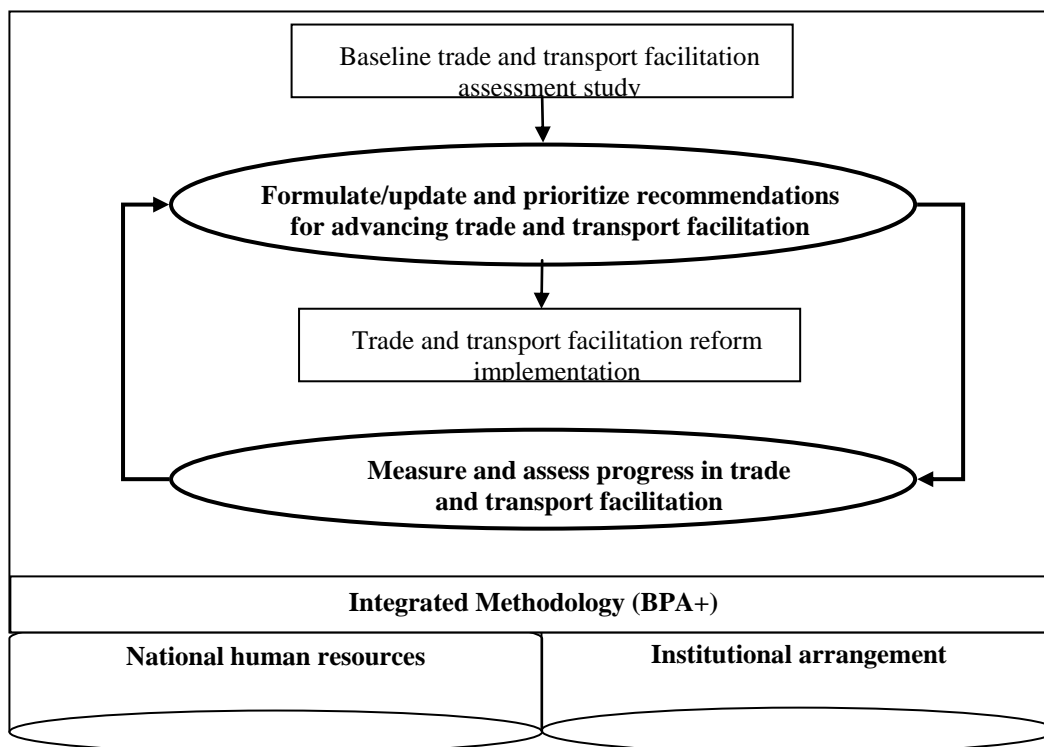 Baseline trade and transport facilitation
assessment study
Formulate/update and prioritize recommendations
for advancing trade and transport facilitation
Trade and transport facilitation reform
implementation
Measure and assess progress in trade
and transport facilitation
Integrated Methodology (BPA+)
National human resources
Institutional arrangement